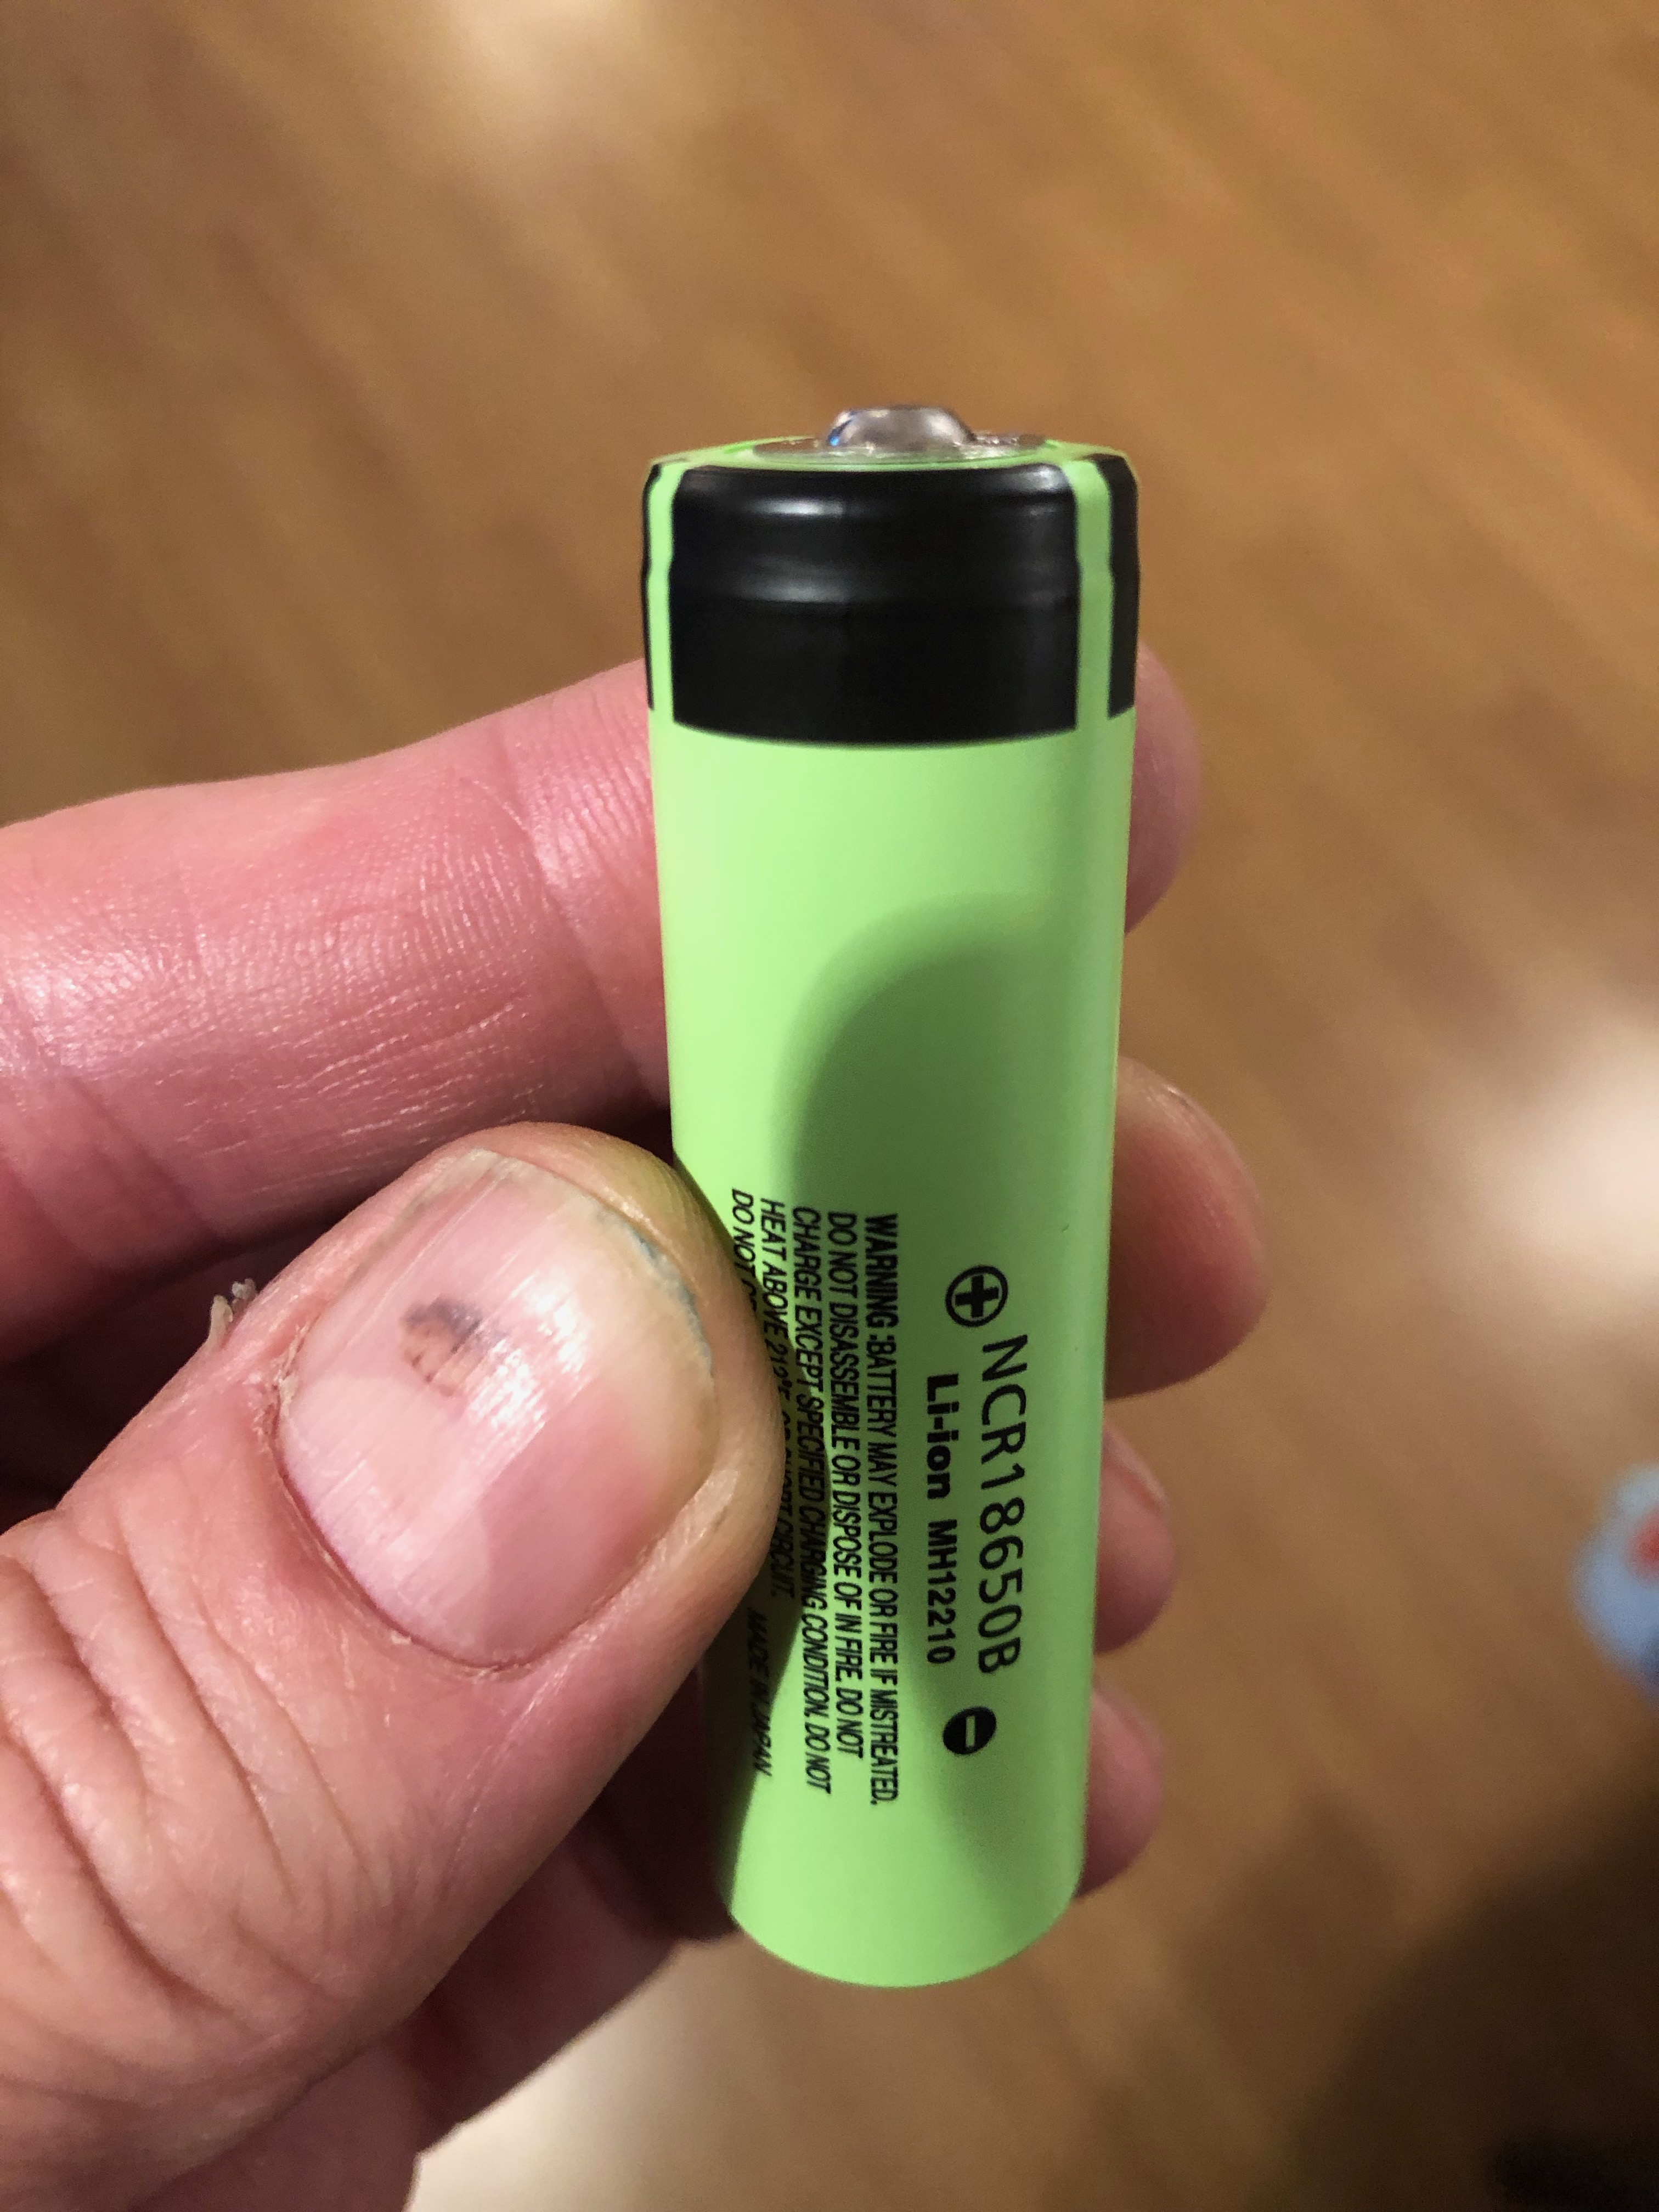 ⊕ NCR18650B ⊖
Li-ion MH12210
WARNING :BATTERY MAY EXPLODE OR FIRE IF MISTREATED.
DO NOT DISASSEMBLE OR DISPOSE OF IN FIRE. DO NOT
CHARGE EXCEPT SPECIFIED CHARGING CONDITION. DO NOT
HEAT ABOVE 212°F, OR SHORT CIRCUIT.
DO NOT MADE IN JAPAN